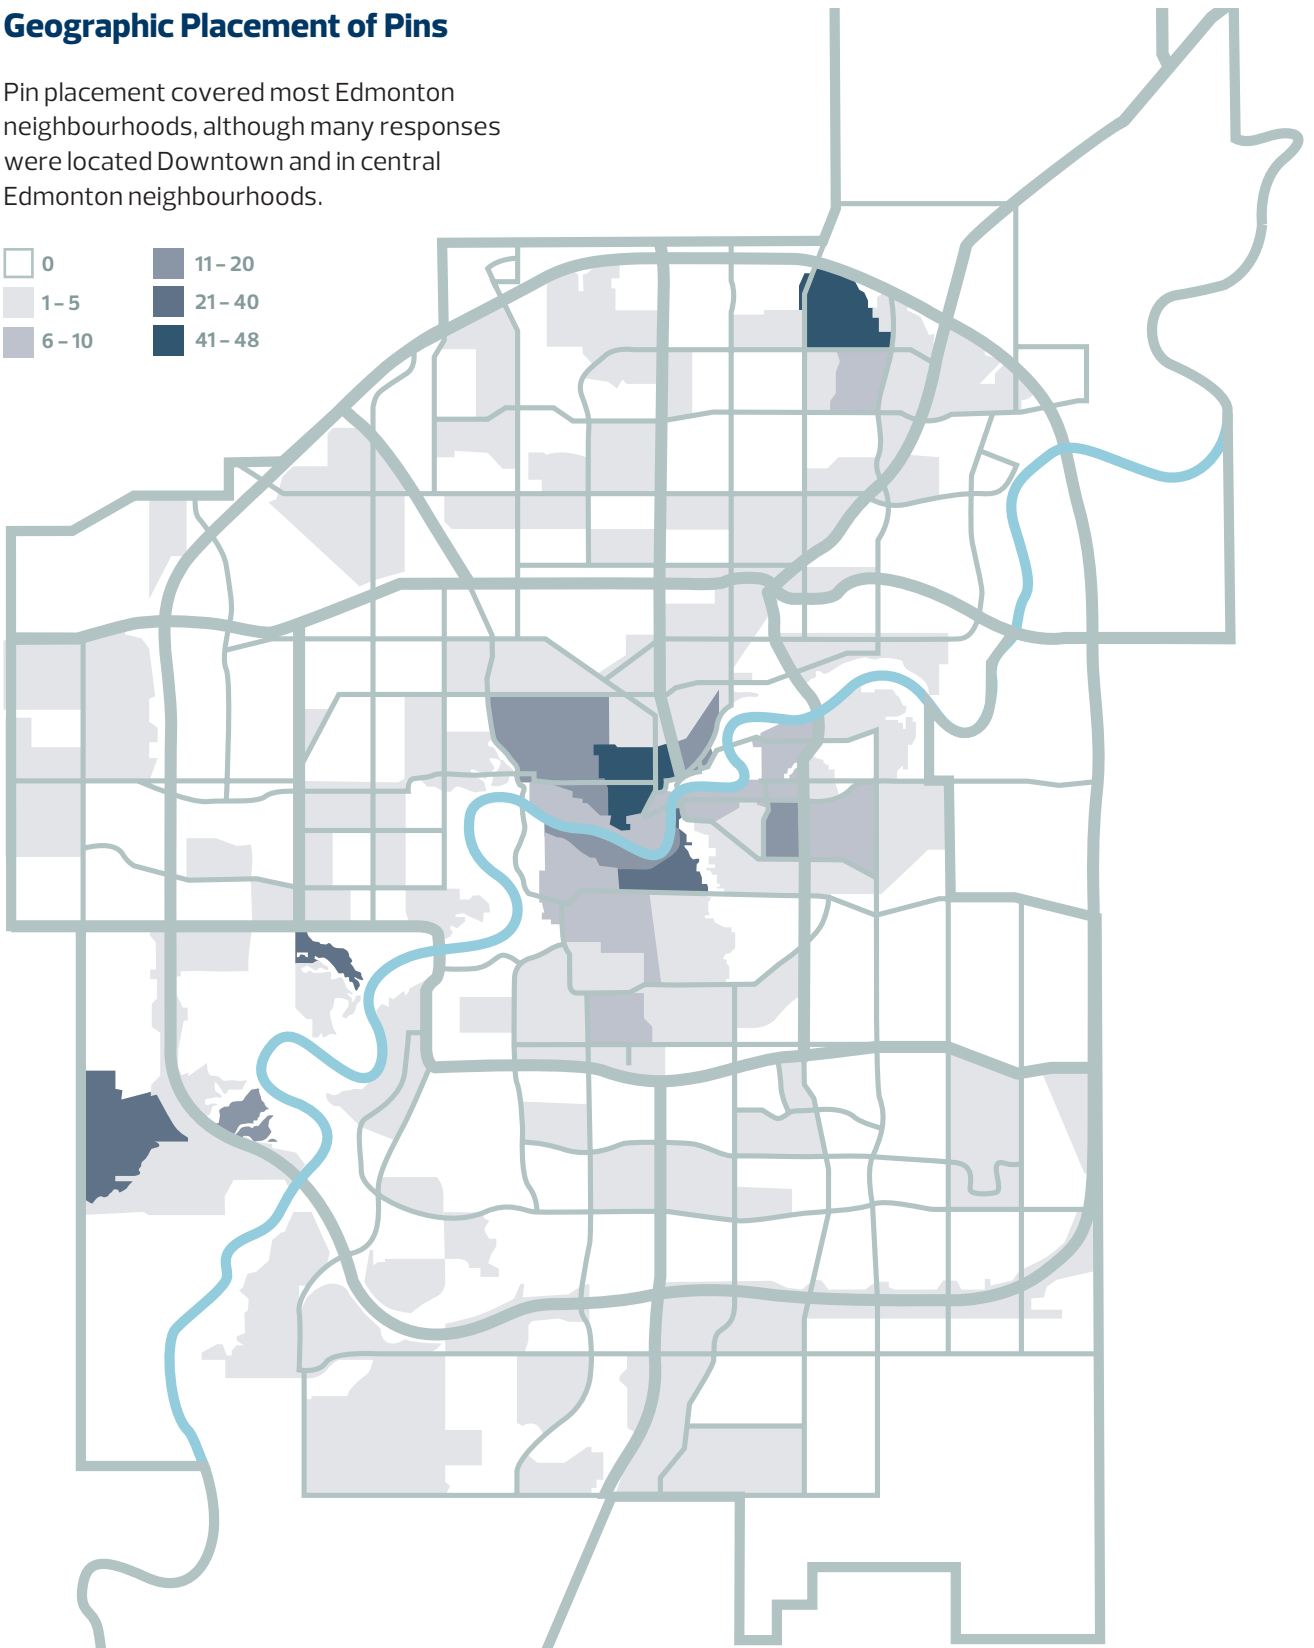 Geographic Placement of Pins
Pin placement covered most Edmonton
neighbourhoods, although many responses
were located Downtown and in central
Edmonton neighbourhoods.
0
1 – 5
6 – 10
11 – 20
21 – 40
41 – 48